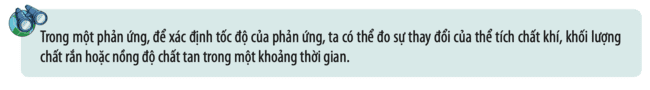 Trong một phản ứng, để xác định tốc độ của phản ứng, ta có thể đo sự thay đổi của thể tích chất khí, khối lượng
chất rắn hoặc nồng độ chất tan trong một khoảng thời gian.